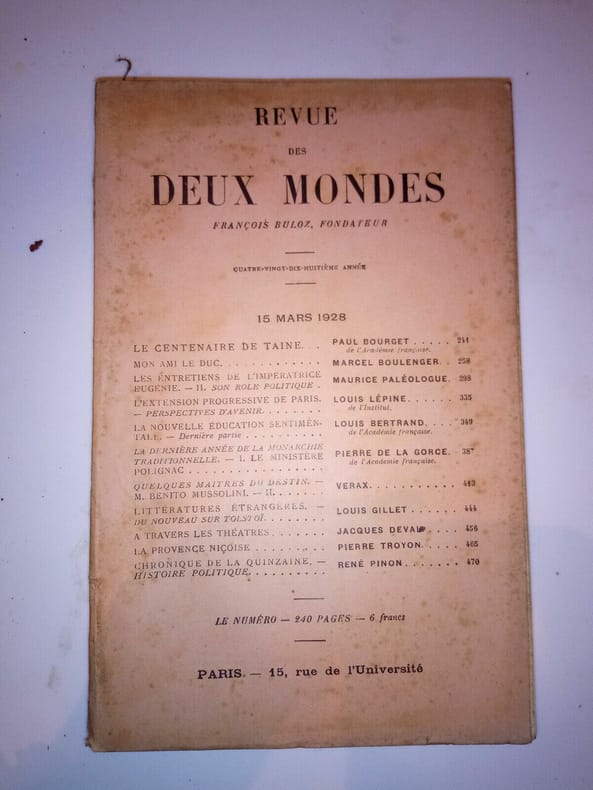 REVUE
DES
DEUX MONDES
FRANÇOIS BULOZ, FONDATEUR
QUATRE-VINGT-DIX-HUITIÈME ANNÉE
15 MARS 1928
LE CENTENAIRE DE TAINE. . . PAUL BOURGET . . . . . 241
de l'Académie française.
MON AMI LE DUC. . . . . . . . . . . . . MARCEL BOULENGER. . 258
LES ENTRETIENS DE L'IMPÉRATRICE
EUGÉNIE. — II. SON ROLE POLITIQUE . MAURICE PALÉOLOGUE. 298
L'EXTENSION PROGRESSIVE DE PARIS. LOUIS LÉPINE. . . . . . 335
— PERSPECTIVES D'AVENIR. . . . . . . . de l'Institut.
LA NOUVELLE ÉDUCATION SENTIMEN- LOUIS BERTRAND. . . . 349
TALE. — Dernière partie . . . . . . . . . . de l'Académie française.
LA DERNIÈRE ANNÉE DE LA MONARCHIE
TRADITIONNELLE. — I. LE MINISTÈRE PIERRE DE LA GORCE. 387
POLIGNAC . . . . . . . . . . . . . . . . . . de l'Académie française.
QUELQUES MAITRES DU DESTIN. —
M. BENITO MUSSOLINI. — II. . . . . . . VERAX. . . . . . . . . . . 413
LITTÉRATURES ÉTRANGÈRES. — LOUIS GILLET . . . . . . 444
DU NOUVEAU SUR TOLSTOÏ. . . . . . . .
A TRAVERS LES THÉATRES . . . . . . . JACQUES DEVAL . . . . 456
LA PROVENCE NIÇOISE . . . . . . . . . PIERRE TROYON. . . . . 465
CHRONIQUE DE LA QUINZAINE. — RENÉ PINON . . . . . . . 470
HISTOIRE POLITIQUE. . . . . . . . . .
LE NUMÉRO — 240 PAGES — 6 francs
PARIS. — 15, rue de l'Université